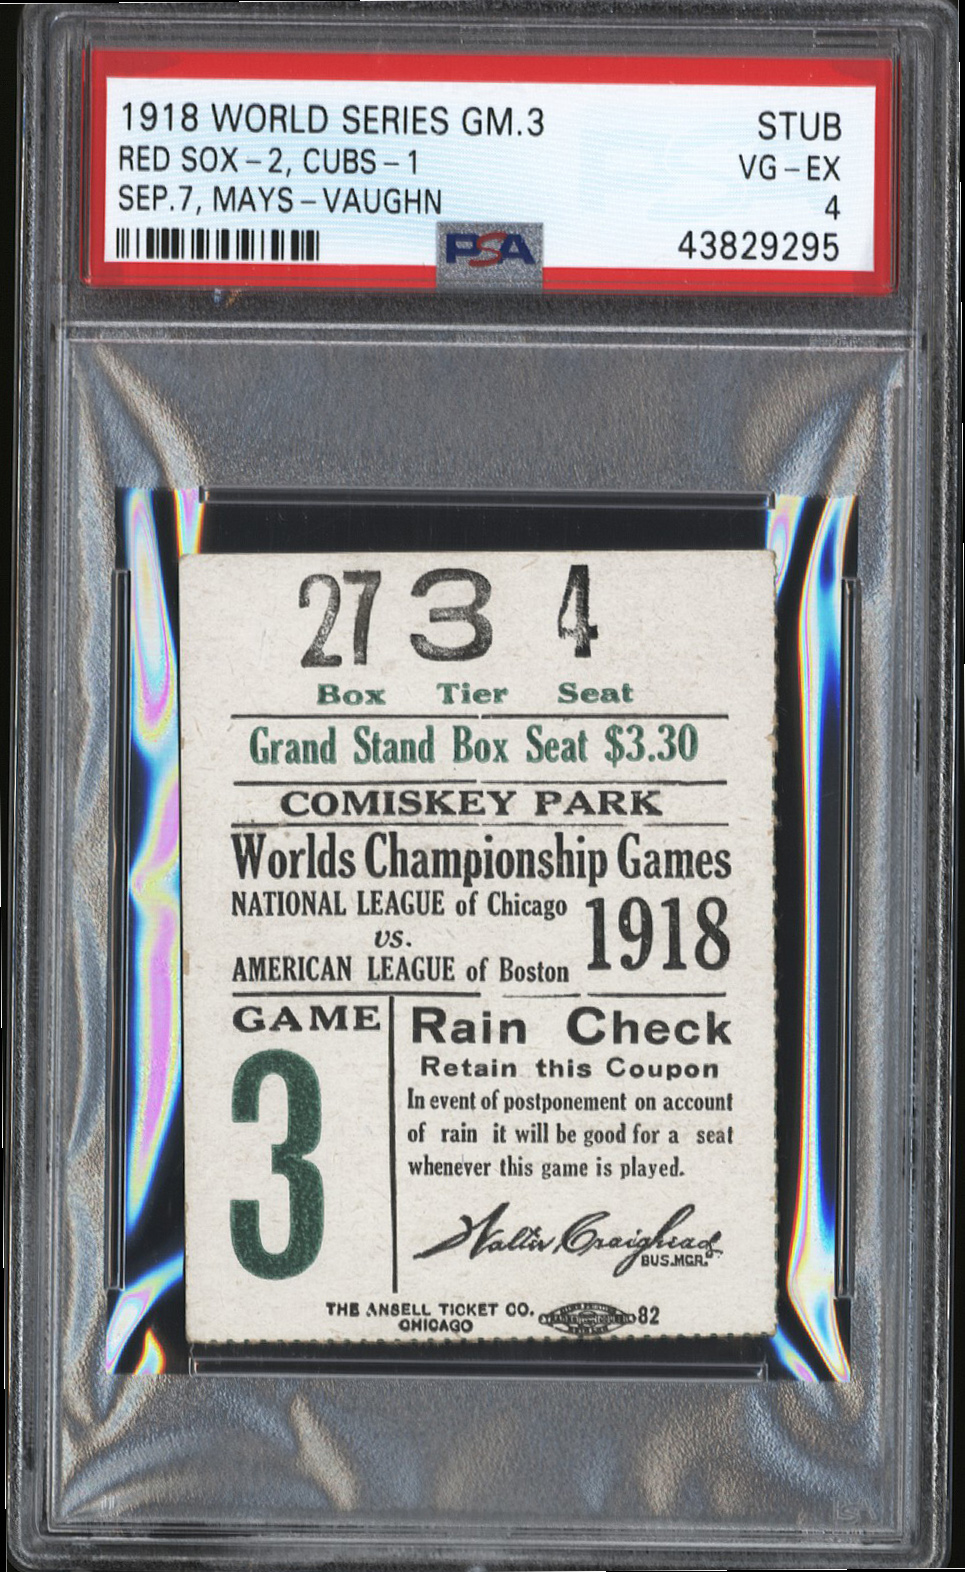 1918 WORLD SERIES GM.3 STUB
RED SOX-2, CUBS-1 VG-EX
SEP.7, MAYS-VAUGHN 4
PSA 43829295
27 3 4
Box Tier Seat
Grand Stand Box Seat $3.30
COMISKEY PARK
Worlds Championship Games
NATIONAL LEAGUE of Chicago
vs.
AMERICAN LEAGUE of Boston
1918
GAME
3
Rain Check
Retain this Coupon
In event of postponement on account
of rain it will be good for a seat
whenever this game is played.
Walter Craighead
BUS.MGR.
THE ANSELL TICKET CO.
CHICAGO
82